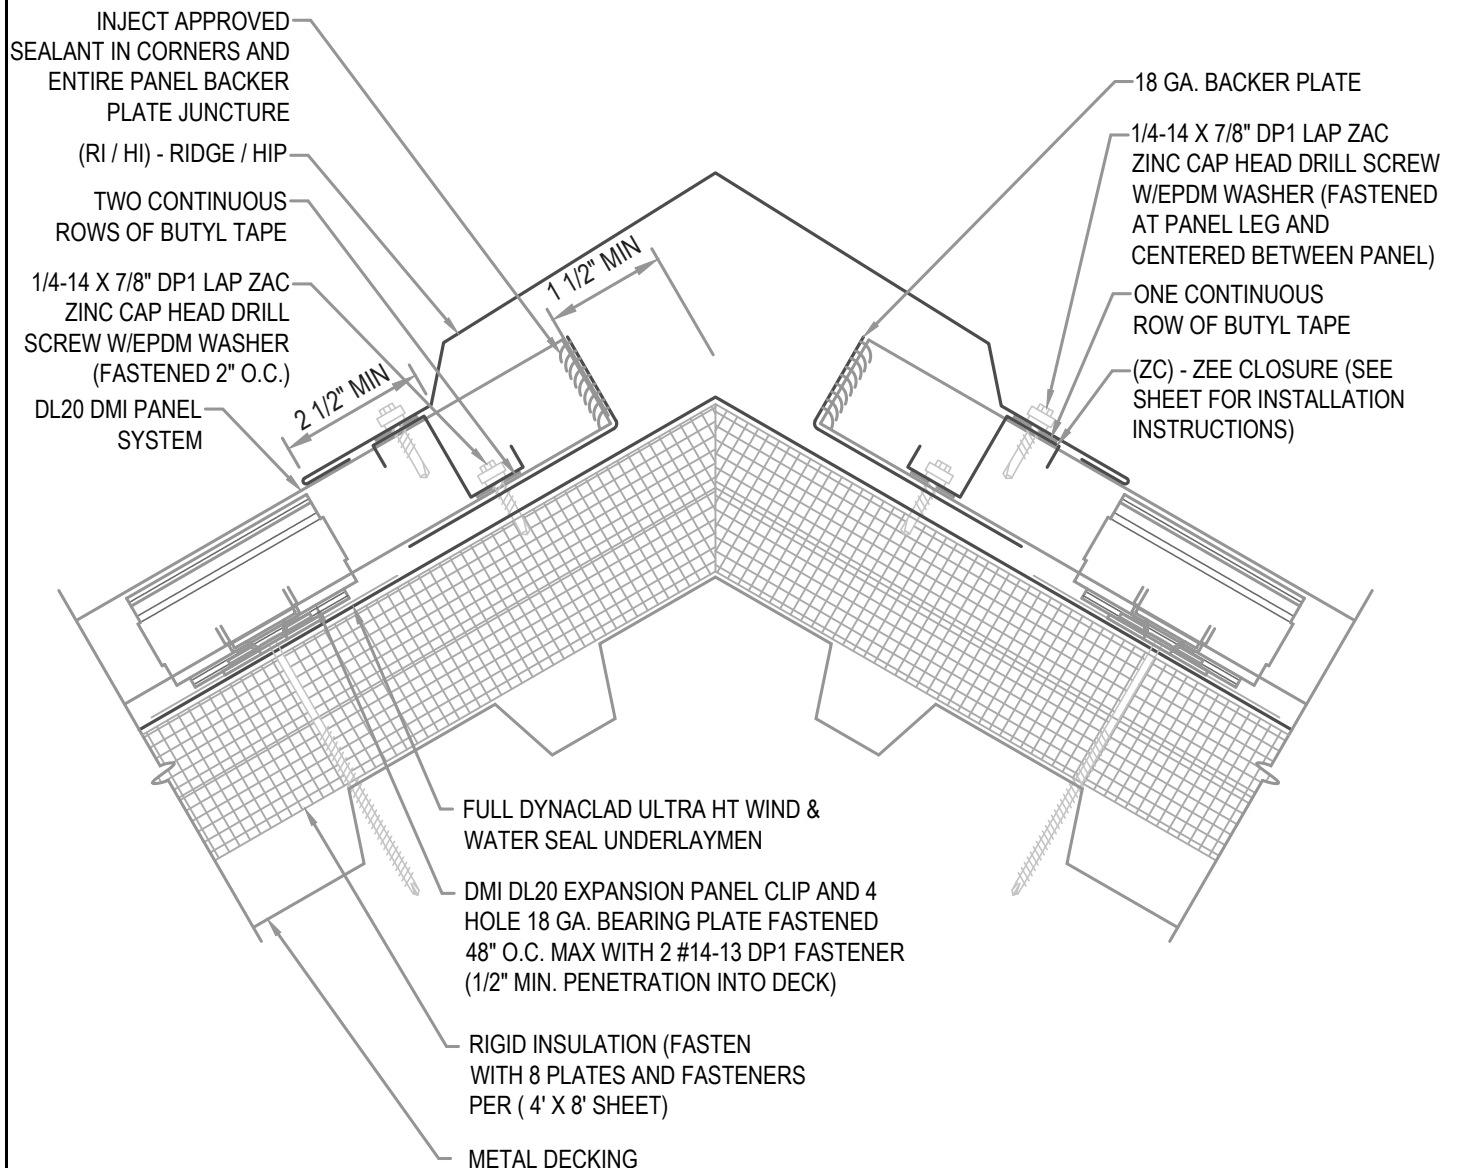 INJECT APPROVED
SEALANT IN CORNERS AND
ENTIRE PANEL BACKER
PLATE JUNCTURE
(RI / HI) - RIDGE / HIP
TWO CONTINUOUS
ROWS OF BUTYL TAPE
1/4-14 X 7/8" DP1 LAP ZAC
ZINC CAP HEAD DRILL
SCREW W/EPDM WASHER
(FASTENED 2" O.C.)
DL20 DMI PANEL
SYSTEM
2 1/2" MIN
1 1/2" MIN
18 GA. BACKER PLATE
1/4-14 X 7/8" DP1 LAP ZAC
ZINC CAP HEAD DRILL SCREW
W/EPDM WASHER (FASTENED
AT PANEL LEG AND
CENTERED BETWEEN PANEL)
ONE CONTINUOUS
ROW OF BUTYL TAPE
(ZC) - ZEE CLOSURE (SEE
SHEET FOR INSTALLATION
INSTRUCTIONS)
FULL DYNACLAD ULTRA HT WIND &
WATER SEAL UNDERLAYMEN
DMI DL20 EXPANSION PANEL CLIP AND 4
HOLE 18 GA. BEARING PLATE FASTENED
48" O.C. MAX WITH 2 #14-13 DP1 FASTENER
(1/2" MIN. PENETRATION INTO DECK)
RIGID INSULATION (FASTEN
WITH 8 PLATES AND FASTENERS
PER ( 4' X 8' SHEET)
METAL DECKING